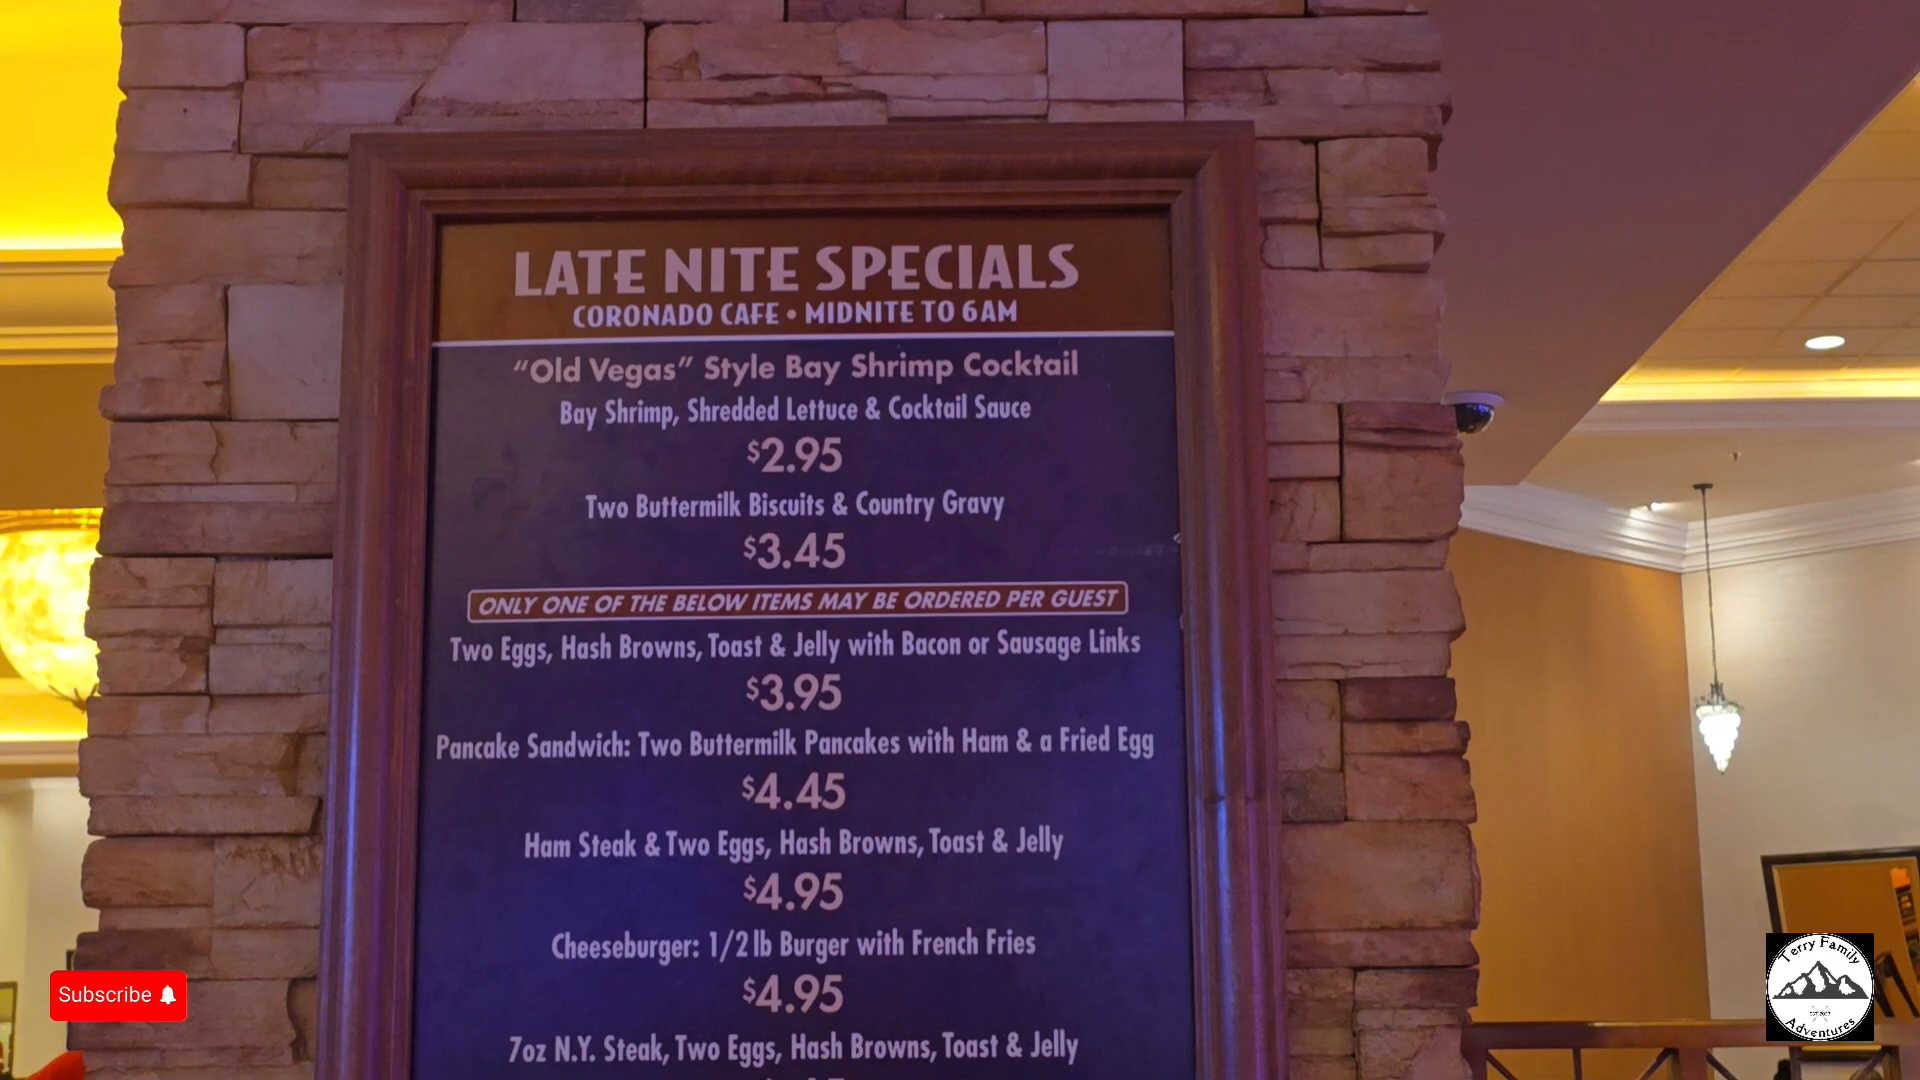 LATE NITE SPECIALS
CORONADO CAFE • MIDNITE TO 6AM
"Old Vegas" Style Bay Shrimp Cocktail
Bay Shrimp, Shredded Lettuce & Cocktail Sauce
$2.95
Two Buttermilk Biscuits & Country Gravy
$3.45
ONLY ONE OF THE BELOW ITEMS MAY BE ORDERED PER GUEST
Two Eggs, Hash Browns, Toast & Jelly with Bacon or Sausage Links
$3.95
Pancake Sandwich: Two Buttermilk Pancakes with Ham & a Fried Egg
$4.45
Ham Steak & Two Eggs, Hash Browns, Toast & Jelly
$4.95
Cheeseburger: 1/2 lb Burger with French Fries
$4.95
7oz N.Y. Steak, Two Eggs, Hash Browns, Toast & Jelly
Subscribe
Terry Family
Adventures